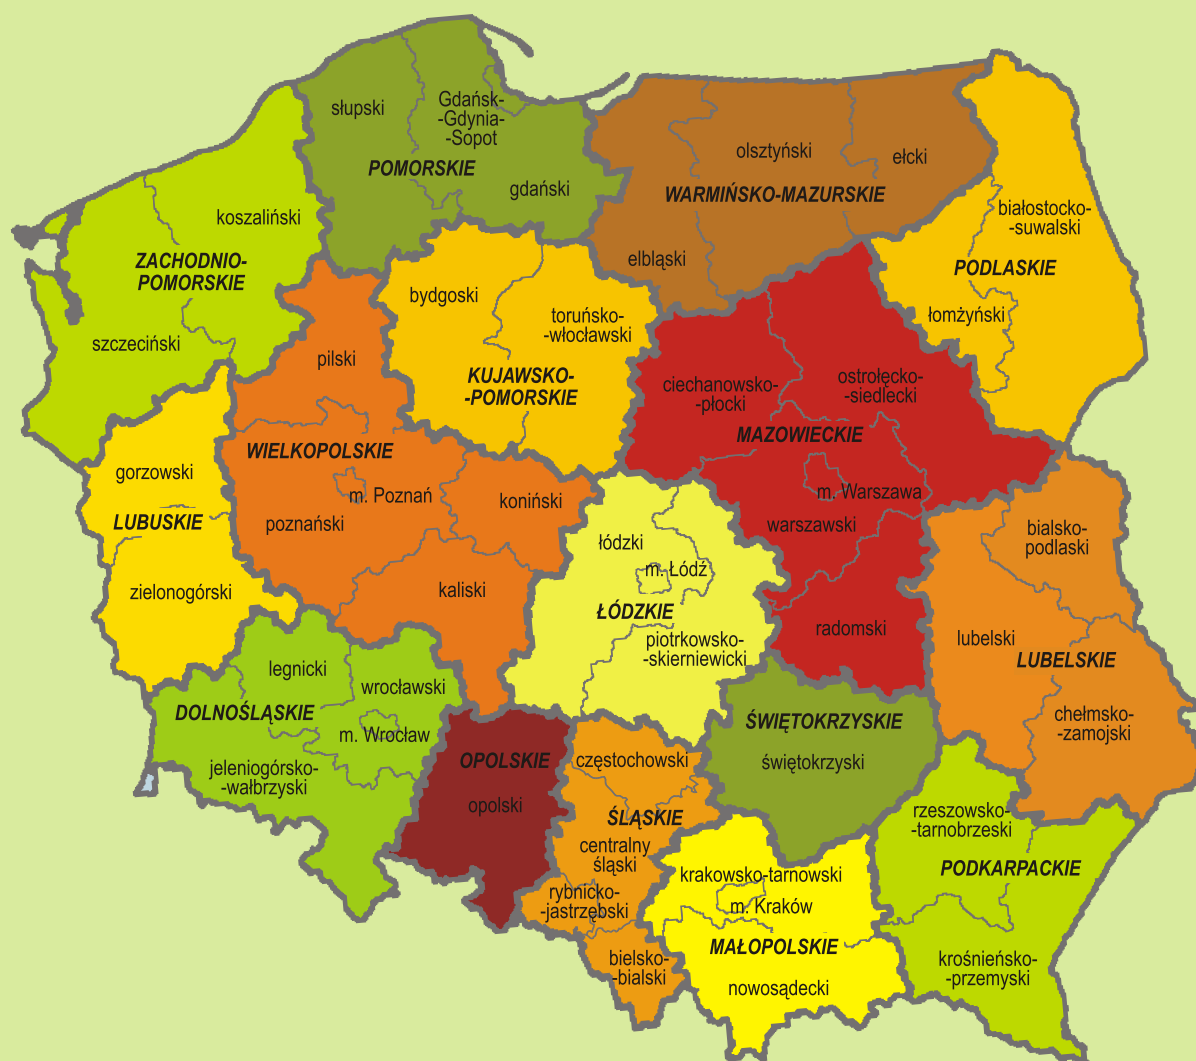 słupski
Gdańsk-
-Gdynia-
-Sopot
POMORSKIE
gdański
olsztyński
ełcki
WARMIŃSKO-MAZURSKIE
elbląski
białostocko-
-suwalski
PODLASKIE
łomżyński
koszaliński
ZACHODNIO-
POMORSKIE
szczeciński
bydgoski
toruńsko-
-włocławski
KUJAWSKO-
-POMORSKIE
pilski
WIELKOPOLSKIE
m. Poznań
poznański
koniński
kaliski
ciechanowsko-
-płocki
ostrołęcko-
-siedlecki
MAZOWIECKIE
m. Warszawa
warszawski
radomski
gorzowski
LUBUSKIE
zielonogórski
łódzki
m. Łódź
ŁÓDZKIE
piotrkowsko-
-skierniewicki
bialsko-
podlaski
lubelski
LUBELSKIE
chełmsko-
-zamojski
legnicki
wrocławski
DOLNOŚLĄSKIE
m. Wrocław
jeleniogórsko-
-wałbrzyski
OPOLSKIE
opolski
częstochowski
ŚLĄSKIE
centralny
śląski
rybnicko-
-jastrzębski
bielsko-
-bialski
ŚWIĘTOKRZYSKIE
świętokrzyski
krakowsko-tarnowski
m. Kraków
MAŁOPOLSKIE
nowosądecki
rzeszowsko-
-tarnobrzeski
PODKARPACKIE
krośnieńsko-
-przemyski